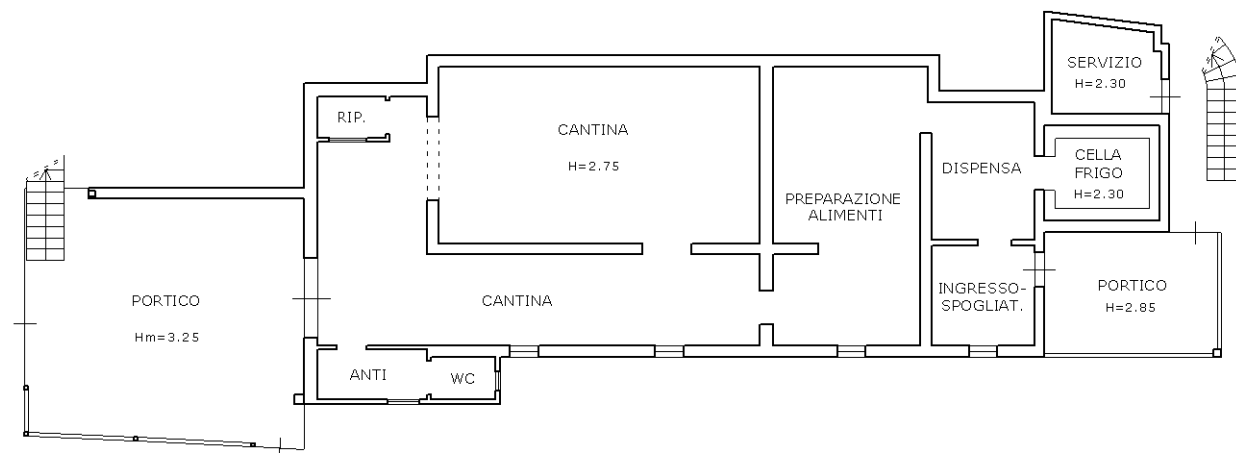 SERVIZIO
H=2.30
RIP.
CANTINA
H=2.75
CELLA
FRIGO
H=2.30
DISPENSA
PREPARAZIONE
ALIMENTI
PORTICO
Hm=3.25
CANTINA
INGRESSO-
SPOGLIAT.
PORTICO
H=2.85
ANTI
WC